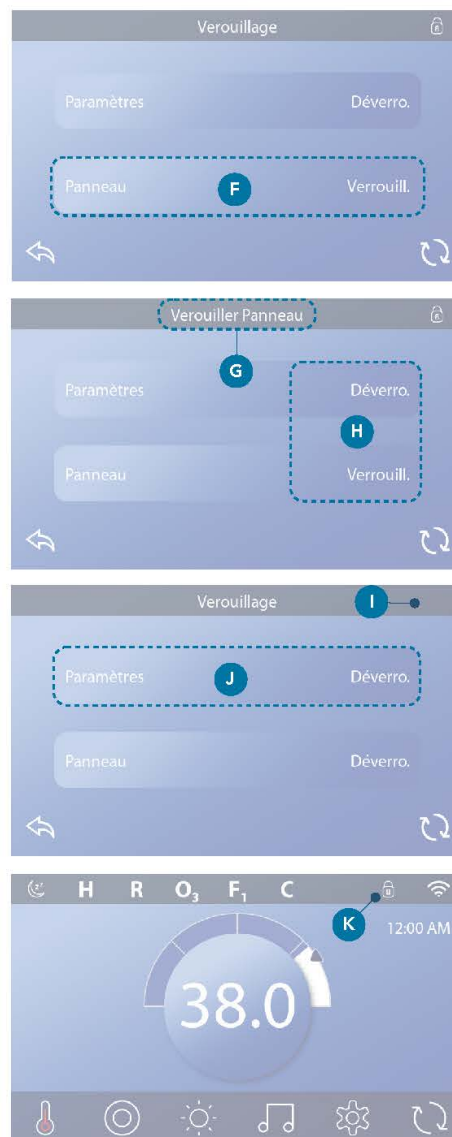 Verouillage
Paramètres Déverro.
Panneau F Verrouill.
Verouiller Panneau
G
Paramètres Déverro.
H
Panneau Verrouill.
Verouillage I
Paramètres J Déverro.
Panneau Déverro.
H R O₃ F₁ C
K 12:00 AM
38.0